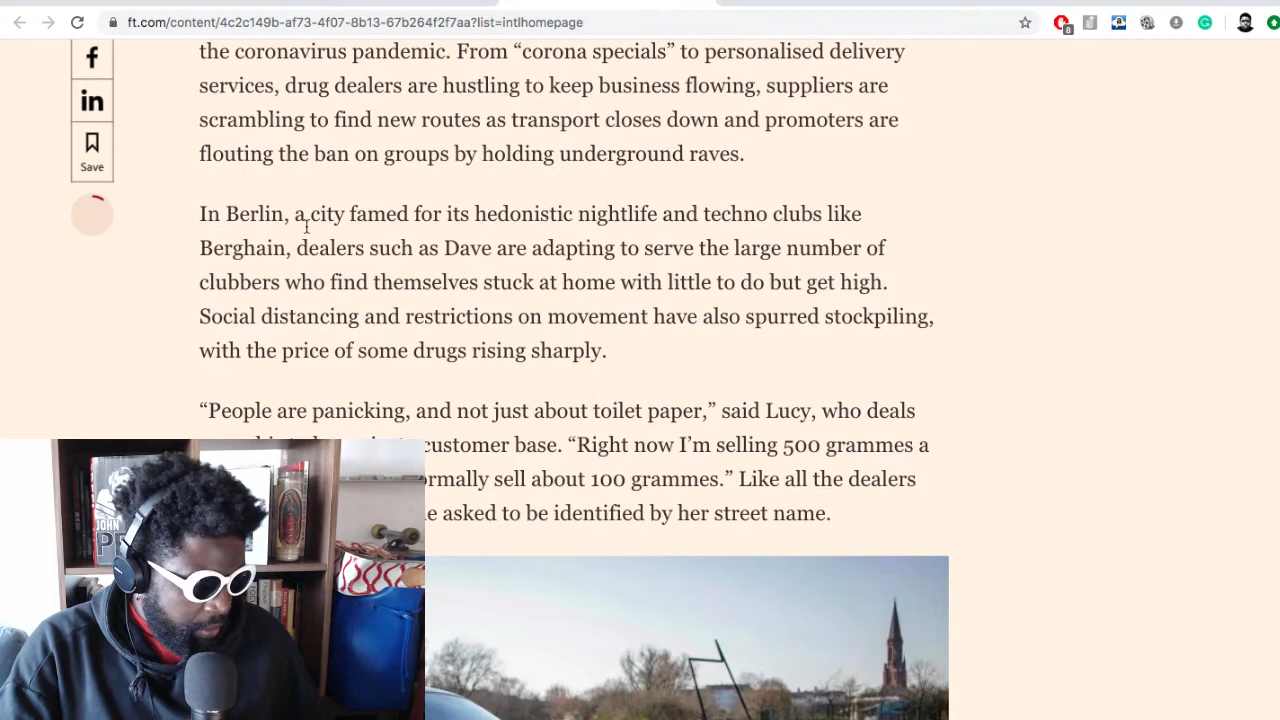 ft.com/content/4c2c149b-af73-4f07-8b13-67b264f2f7aa?list=intlhomepage
8
the coronavirus pandemic. From “corona specials” to personalised delivery
services, drug dealers are hustling to keep business flowing, suppliers are
scrambling to find new routes as transport closes down and promoters are
flouting the ban on groups by holding underground raves.
Save
In Berlin, a city famed for its hedonistic nightlife and techno clubs like
Berghain, dealers such as Dave are adapting to serve the large number of
clubbers who find themselves stuck at home with little to do but get high.
Social distancing and restrictions on movement have also spurred stockpiling,
with the price of some drugs rising sharply.
“People are panicking, and not just about toilet paper,” said Lucy, who deals
customer base. “Right now I’m selling 500 grammes a
normally sell about 100 grammes.” Like all the dealers
asked to be identified by her street name.
JOHN